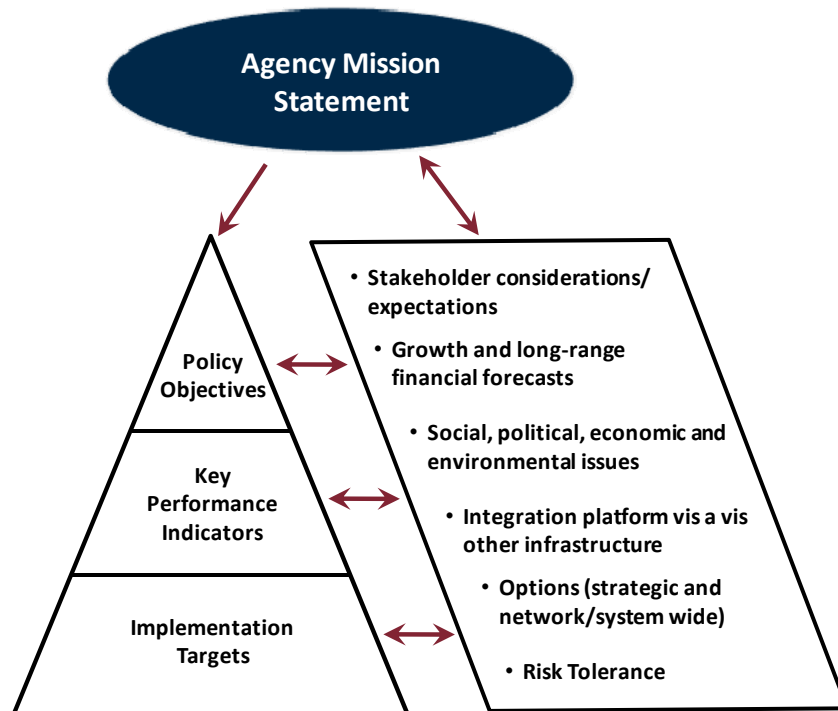 Agency Mission
Statement
Policy
Objectives
Key
Performance
Indicators
Implementation
Targets
• Stakeholder considerations/
expectations
• Growth and long-range
financial forecasts
• Social, political, economic and
environmental issues
• Integration platform vis a vis
other infrastructure
• Options (strategic and
network/system wide)
• Risk Tolerance